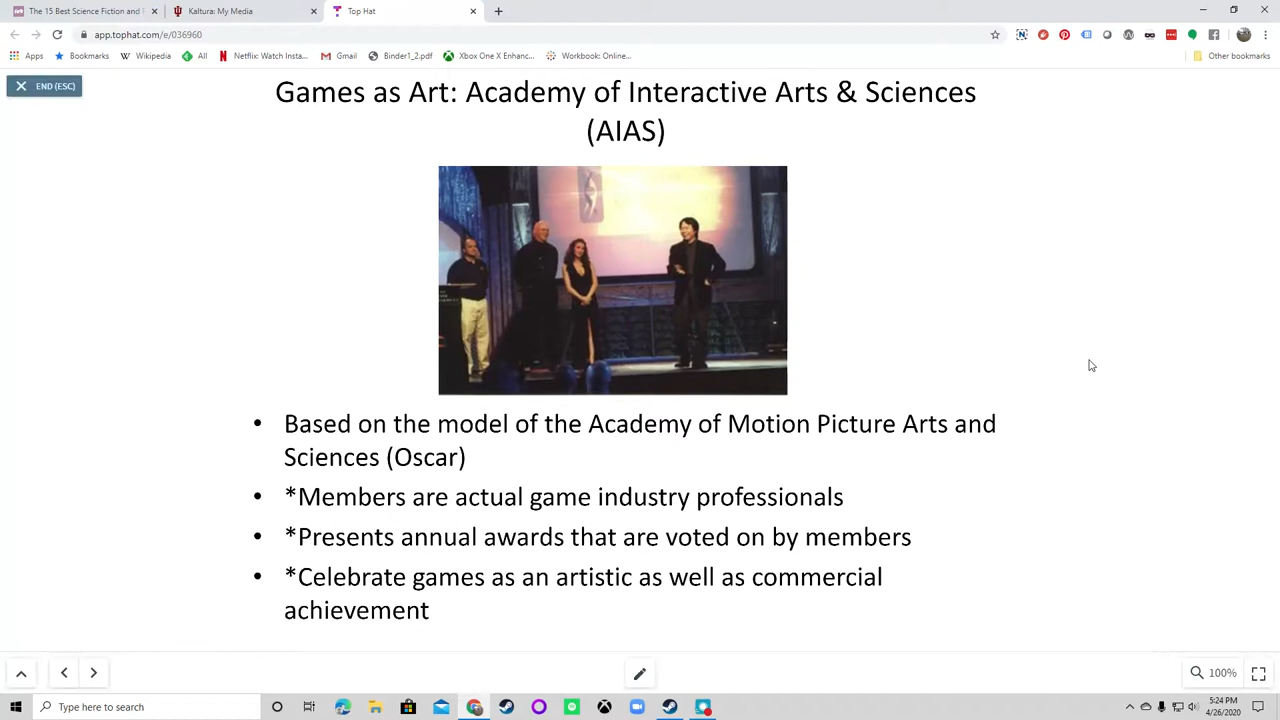 The 15 Best Science Fiction and
Kaltura: My Media
Top Hat
app.tophat.com/e/036960
Apps
Bookmarks
Wikipedia
All
Netflix: Watch Insta...
Gmail
Binder1_2.pdf
Xbox One X Enhanc...
Workbook: Online...
Other bookmarks
END (ESC)
Games as Art: Academy of Interactive Arts & Sciences
(AIAS)
• Based on the model of the Academy of Motion Picture Arts and
Sciences (Oscar)
• *Members are actual game industry professionals
• *Presents annual awards that are voted on by members
• *Celebrate games as an artistic as well as commercial
achievement
100%
Type here to search
5:24 PM
4/26/2020